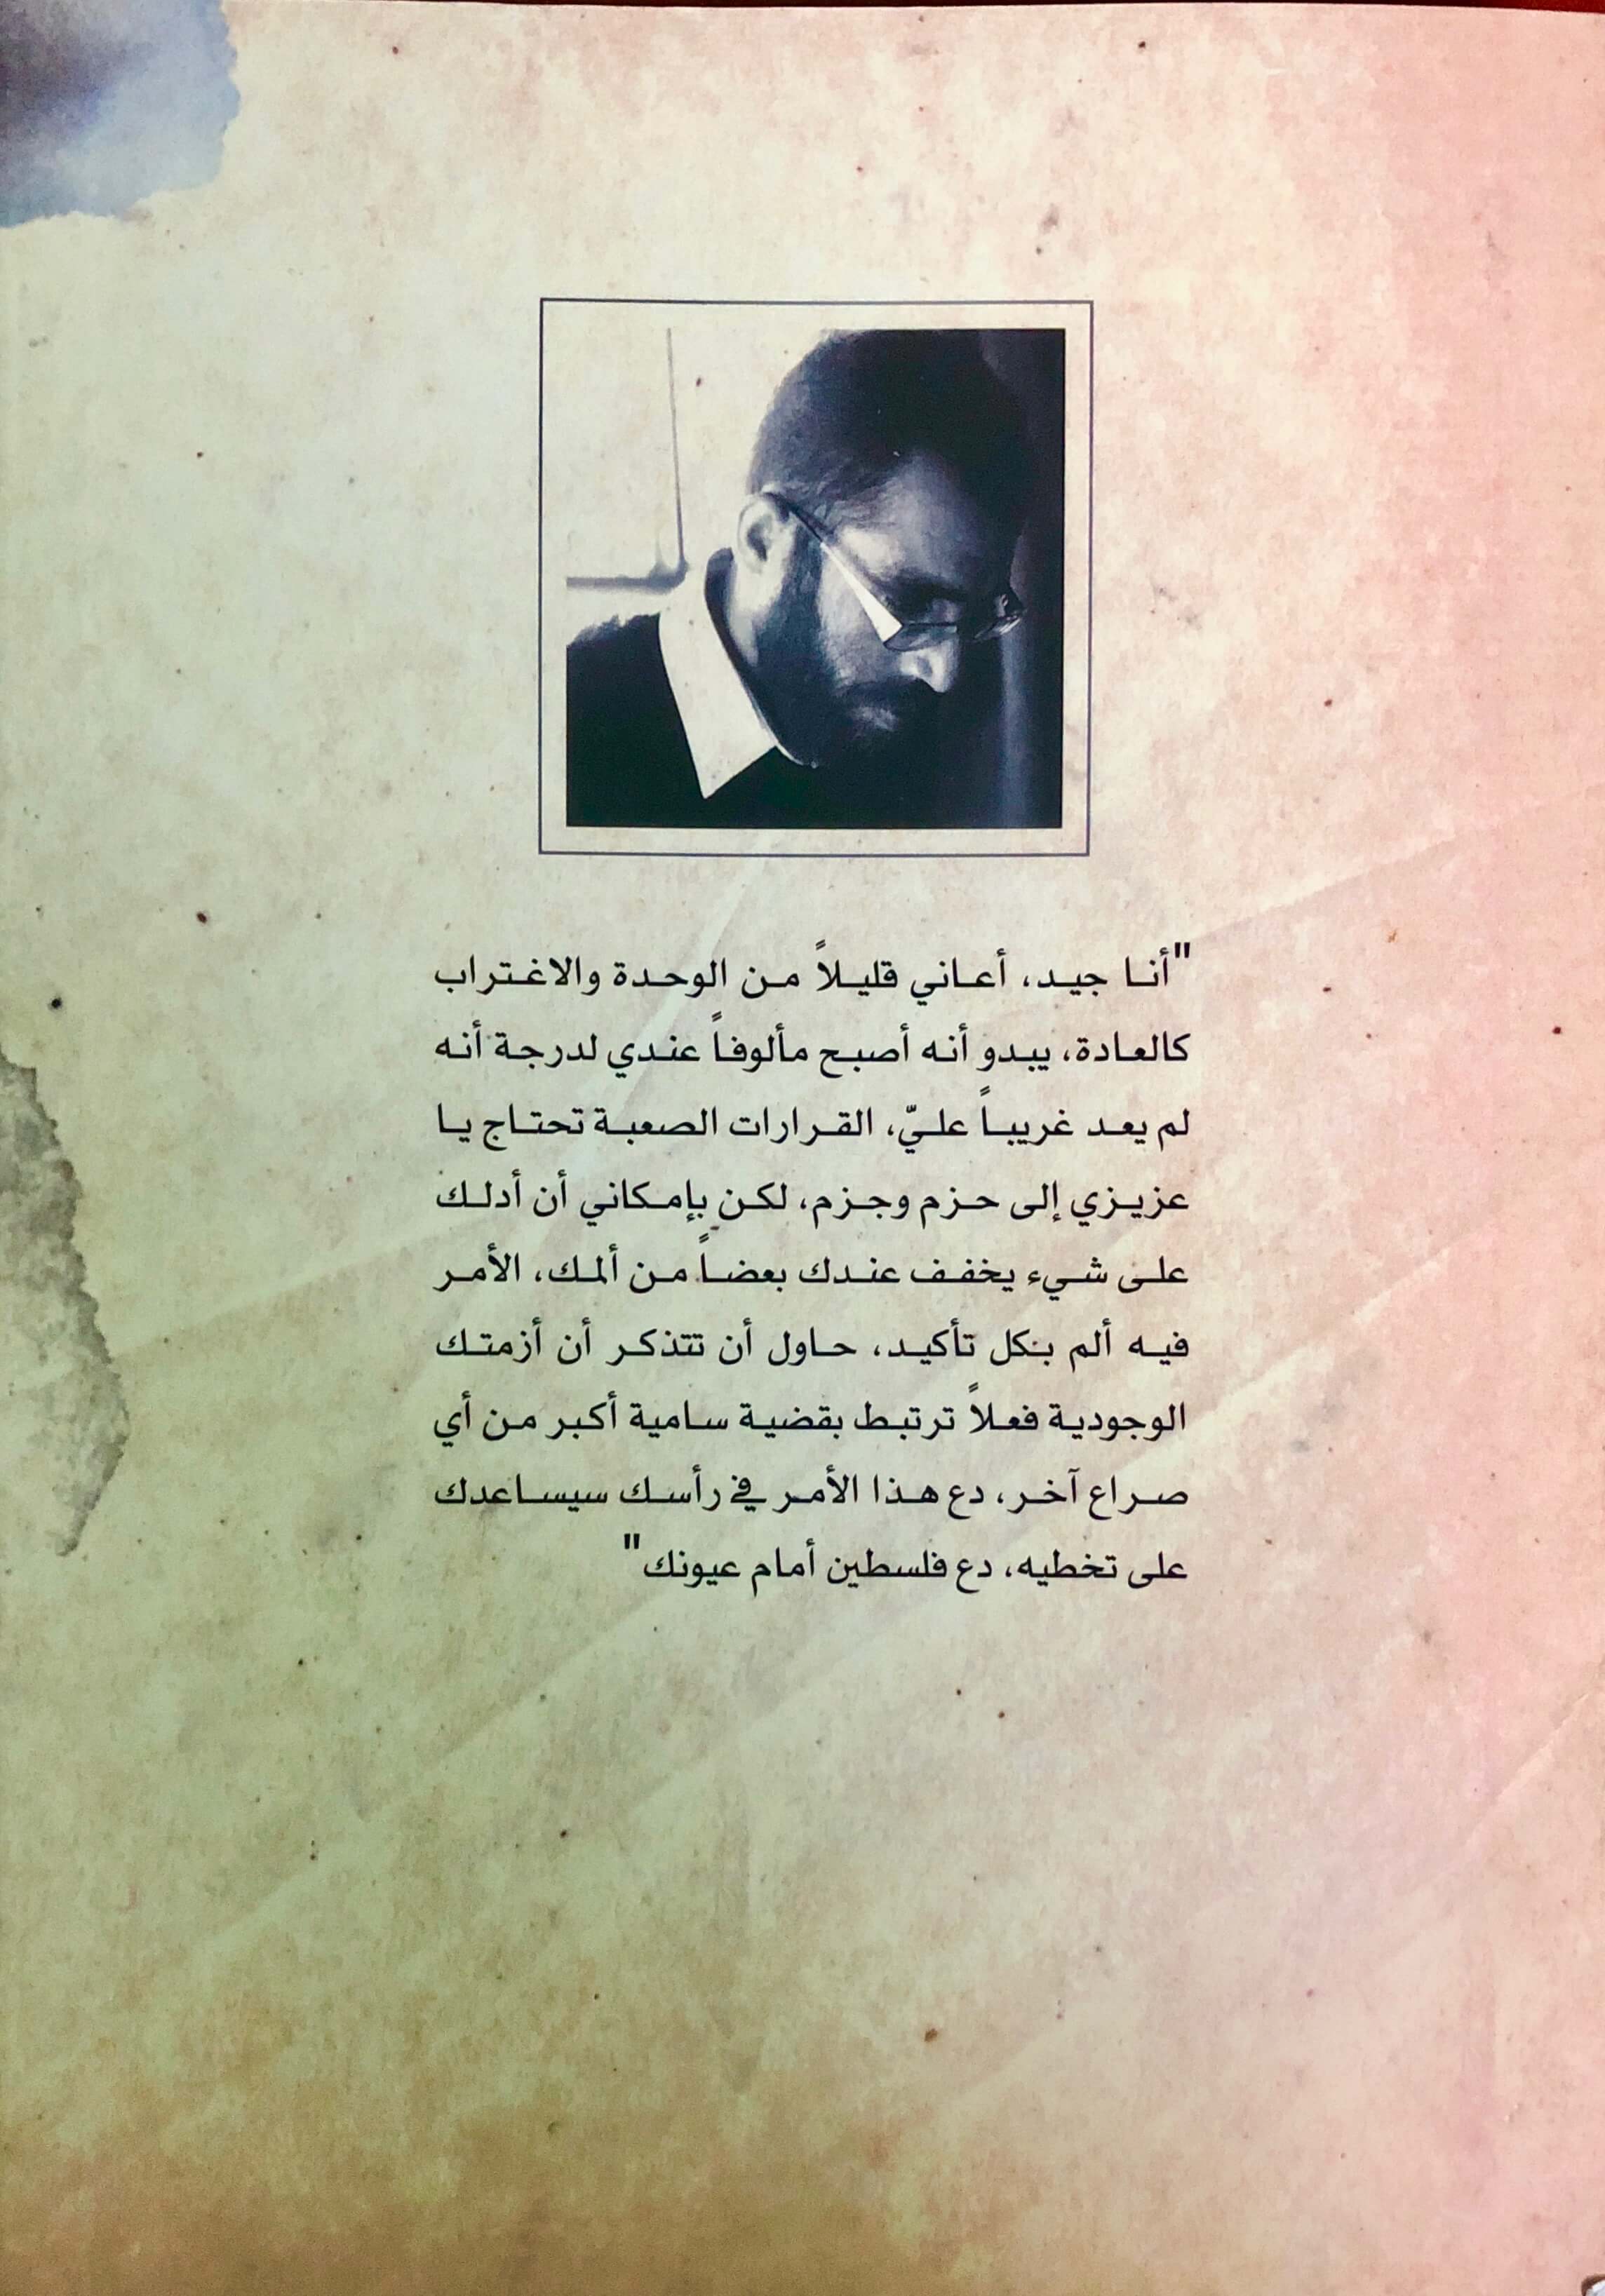 "أنا جيد، أعاني قليلاً من الوحدة والاغتراب
كالعادة، يبدو أنه أصبح مألوفاً عندي لدرجة أنه
لم يعد غريباً عليّ، القرارات الصعبة تحتاج يا
عزيزي إلى حزم وجزم، لكن بإمكاني أن أدلك
على شيء يخفف عندك بعضاً من ألمك، الأمر
فيه ألم بكل تأكيد، حاول أن تتذكر أن أزمتك
الوجودية فعلاً ترتبط بقضية سامية أكبر من أي
صراع آخر، دع هذا الأمر في رأسك سيساعدك
على تخطيه، دع فلسطين أمام عيونك"